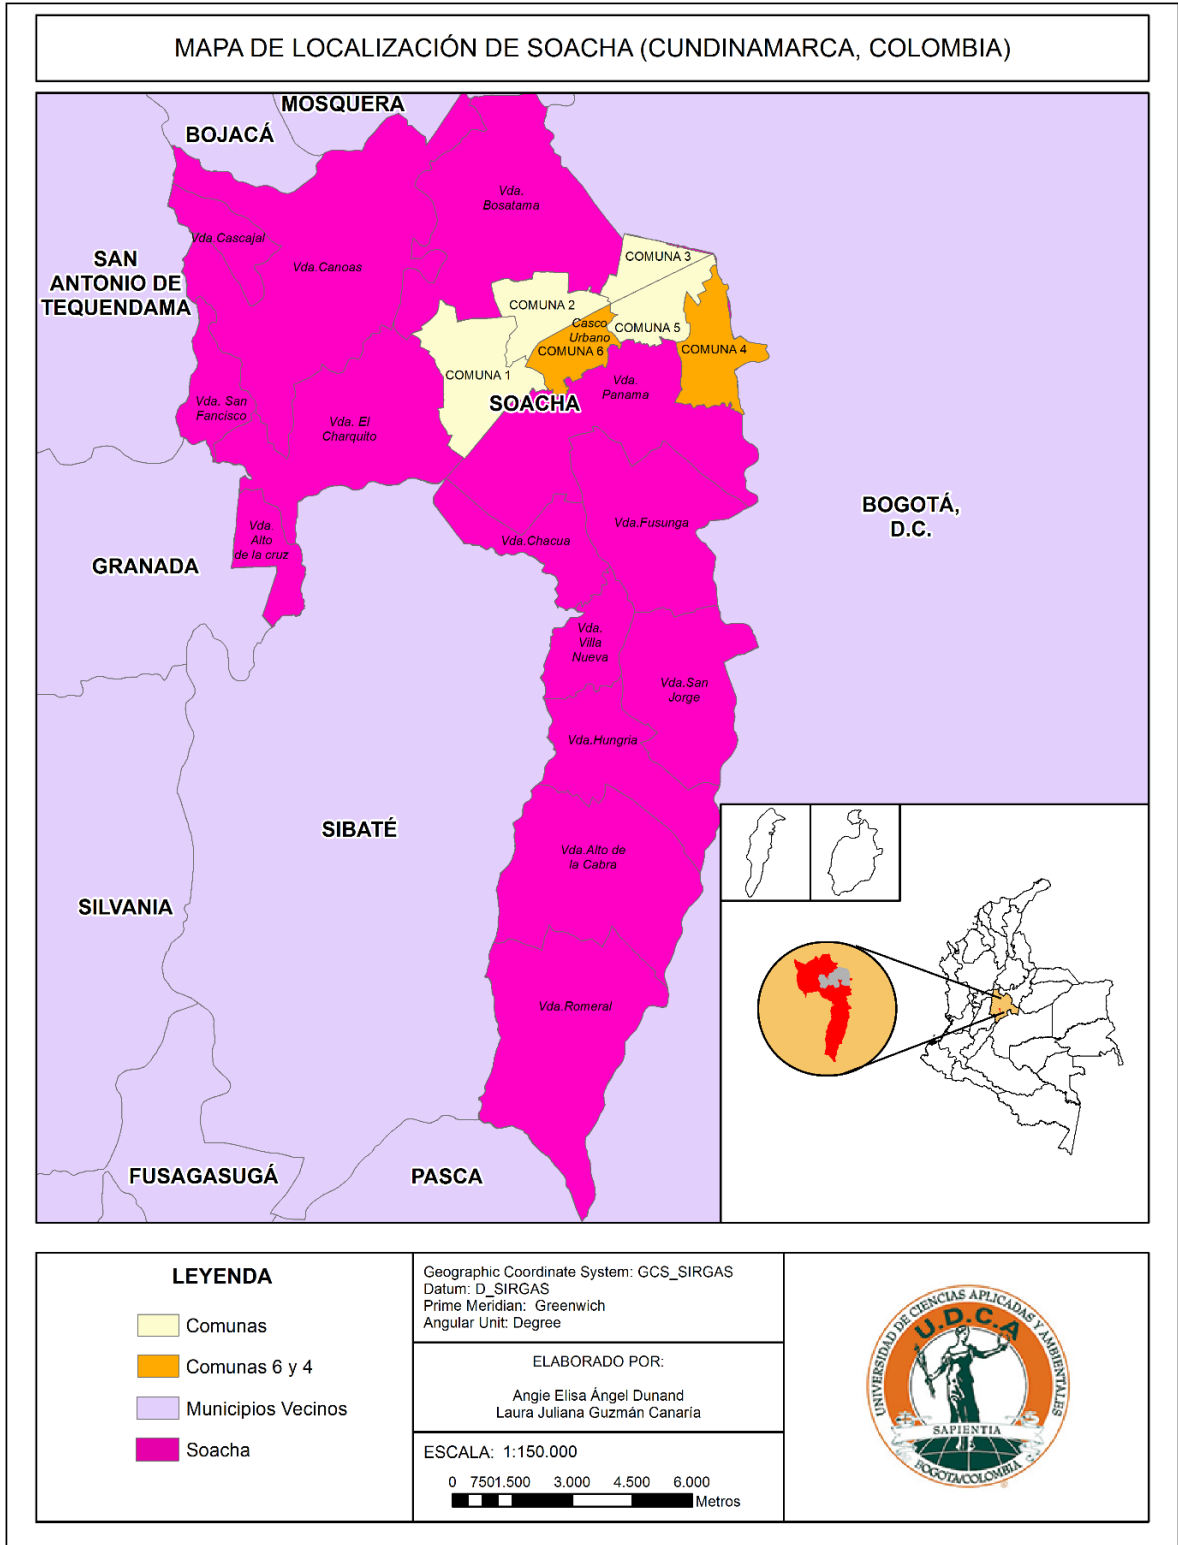 MAPA DE LOCALIZACIÓN DE SOACHA (CUNDINAMARCA, COLOMBIA)
MOSQUERA
BOJACÁ
Vda.
Bosatama
Vda.Cascajal
SAN
ANTONIO DE
TEQUENDAMA
Vda.Canoas
COMUNA 3
COMUNA 2
Casco
Urbano
COMUNA 5
COMUNA 6
COMUNA 4
COMUNA 1
Vda.
Panama
SOACHA
Vda. San
Fancisco
Vda. El
Charquito
BOGOTÁ,
D.C.
Vda.
Alto
de la cruz
Vda.Fusunga
Vda.Chacua
GRANADA
Vda.
Villa
Nueva
Vda.San
Jorge
Vda.Hungria
SIBATÉ
Vda.Alto de
la Cabra
SILVANIA
Vda.Romeral
FUSAGASUGÁ
PASCA
LEYENDA
Comunas
Comunas 6 y 4
Municipios Vecinos
Soacha
Geographic Coordinate System: GCS_SIRGAS
Datum: D_SIRGAS
Prime Meridian: Greenwich
Angular Unit: Degree
ELABORADO POR:
Angie Elisa Ángel Dunand
Laura Juliana Guzmán Canaría
ESCALA: 1:150.000
0 7501.500 3.000 4.500 6.000
Metros
UNIVERSIDAD DE CIENCIAS APLICADAS Y AMBIENTALES
U.D.C.A
SAPIENTIA
BOGOTA/COLOMBIA